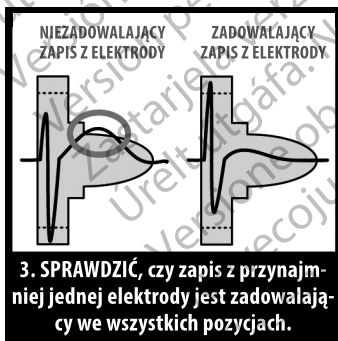 NIEZADOWALAJĄCY ZADOWALAJĄCY
ZAPIS Z ELEKTRODY ZAPIS Z ELEKTRODY
3. SPRAWDZIĆ, czy zapis z przynajm-
niej jednej elektrody jest zadowalają-
cy we wszystkich pozycjach.